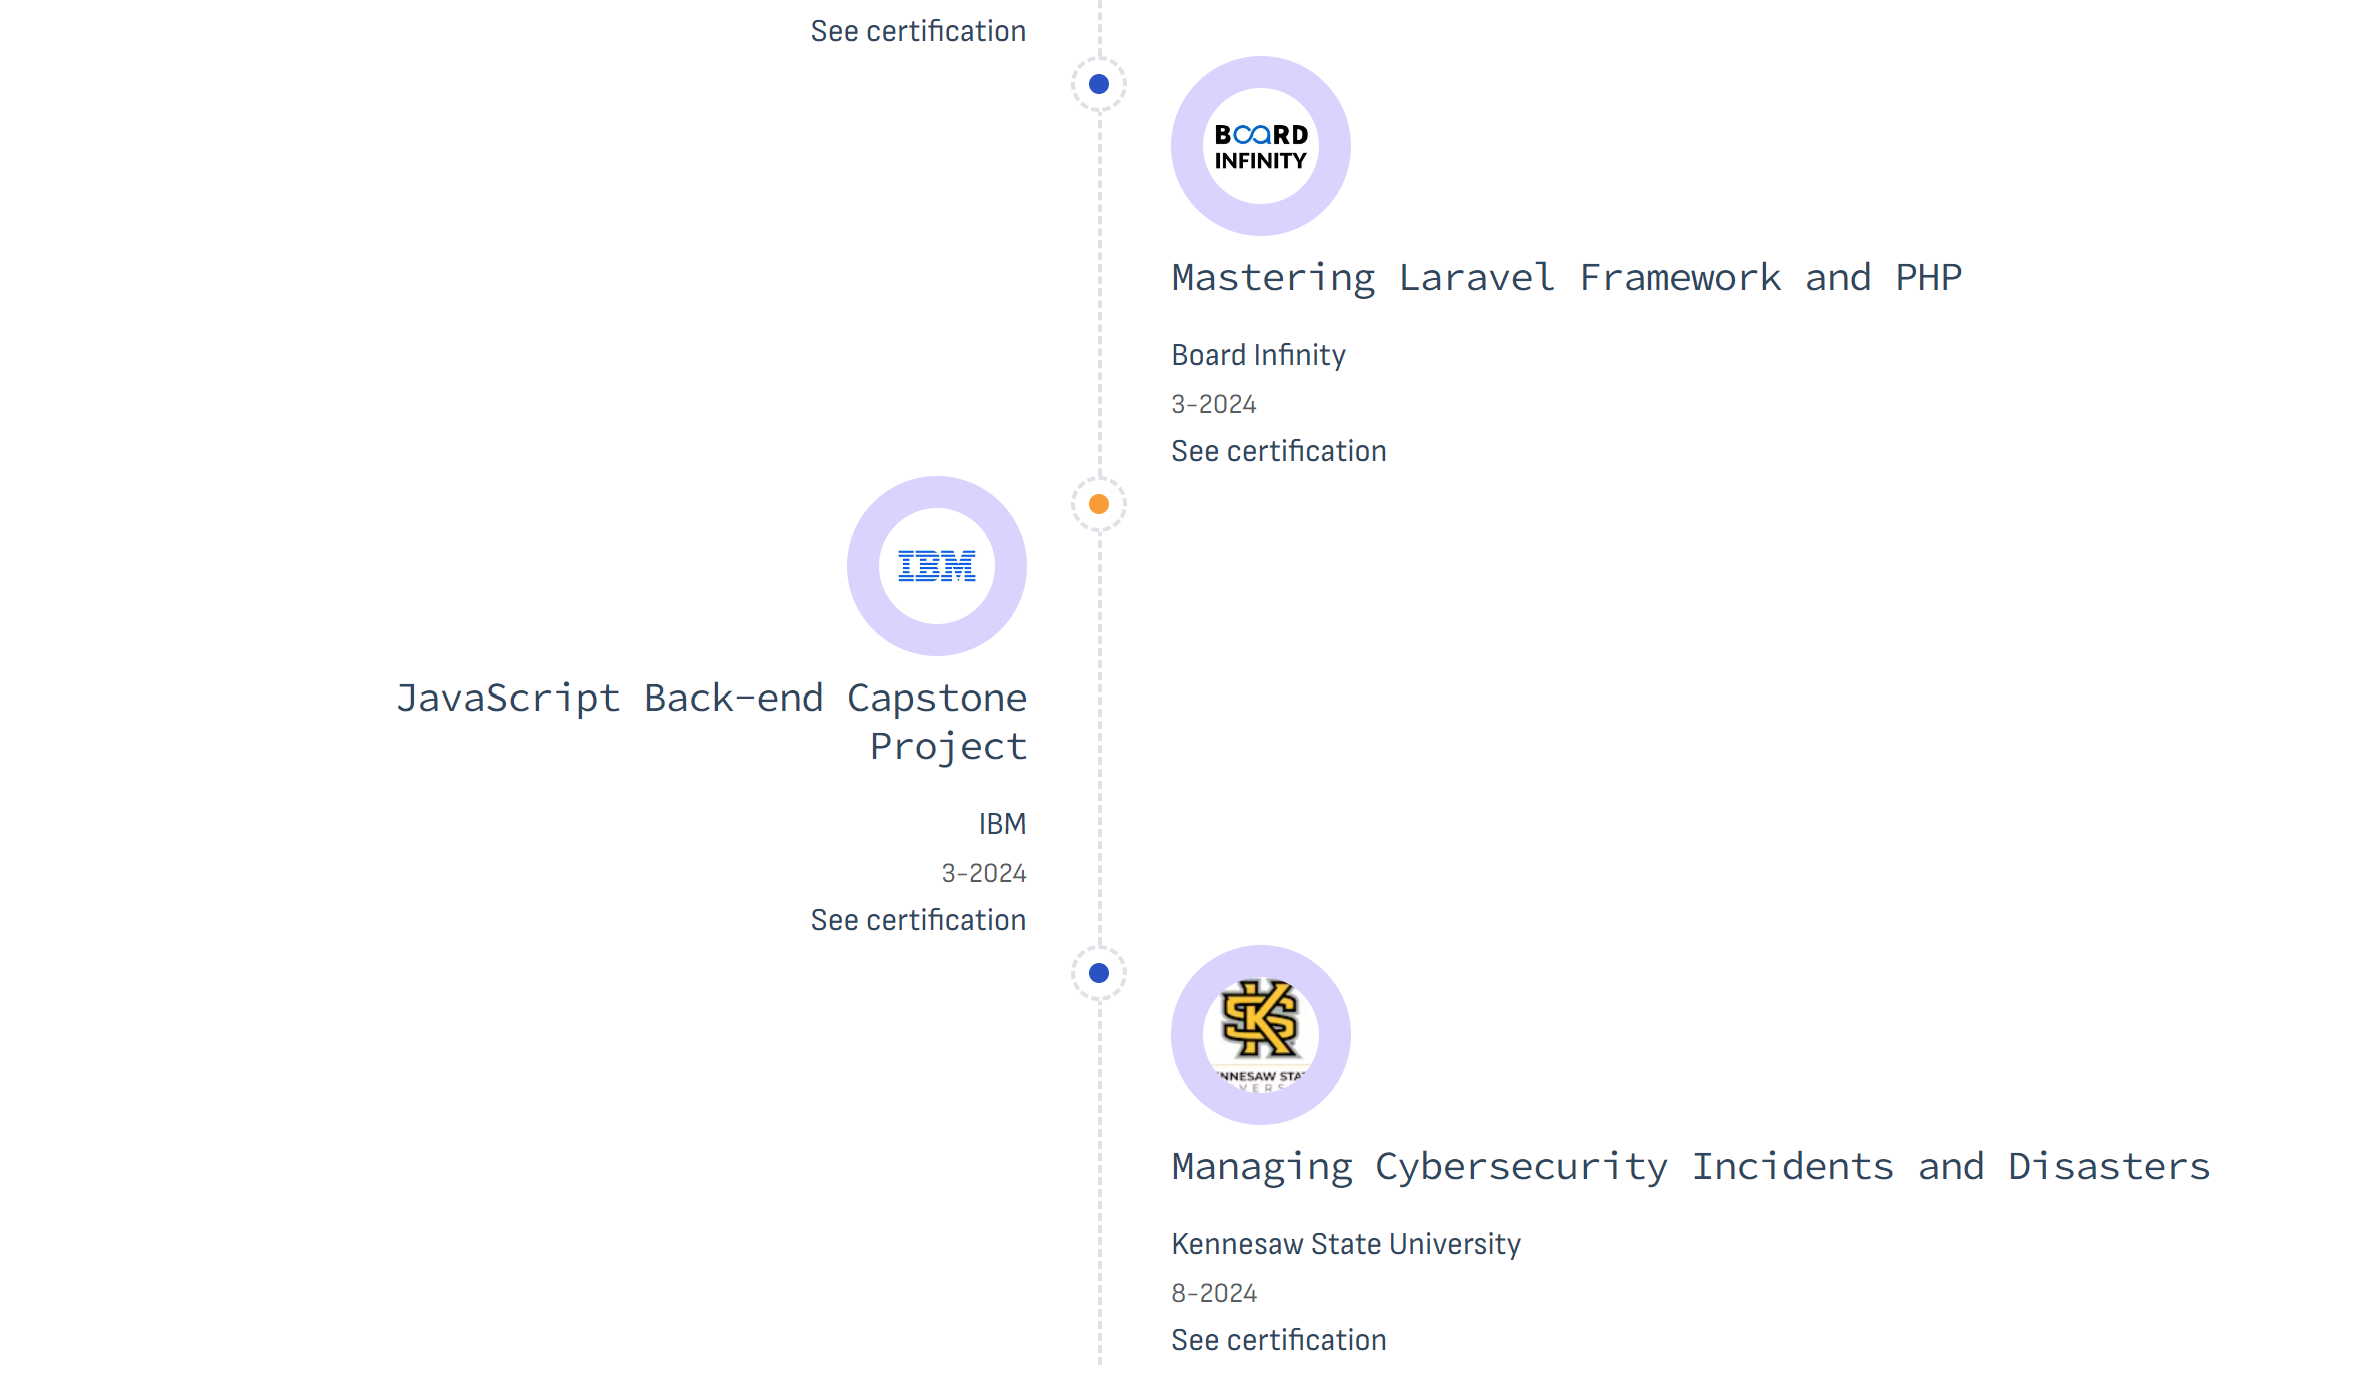 See certification
BOARD
INFINITY
Mastering Laravel Framework and PHP
Board Infinity
3-2024
See certification
IBM
JavaScript Back-end Capstone
Project
IBM
3-2024
See certification
KS
NNESAW STA
VERS
Managing Cybersecurity Incidents and Disasters
Kennesaw State University
8-2024
See certification